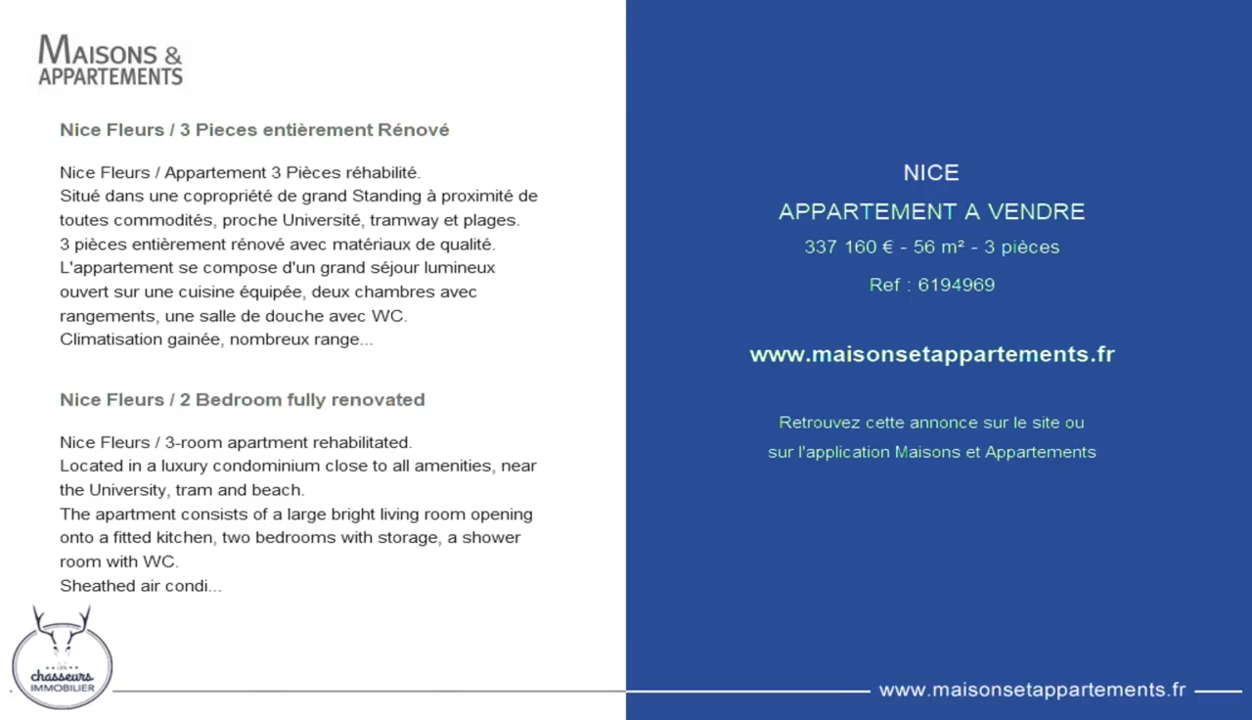 MAISONS &
APPARTEMENTS
Nice Fleurs / 3 Pieces entièrement Rénové
Nice Fleurs / Appartement 3 Pièces réhabilité.
Situé dans une copropriété de grand Standing à proximité de
toutes commodités, proche Université, tramway et plages.
3 pièces entièrement rénové avec matériaux de qualité.
L'appartement se compose d'un grand séjour lumineux
ouvert sur une cuisine équipée, deux chambres avec
rangements, une salle de douche avec WC.
Climatisation gainée, nombreux range...
Nice Fleurs / 2 Bedroom fully renovated
Nice Fleurs / 3-room apartment rehabilitated.
Located in a luxury condominium close to all amenities, near
the University, tram and beach.
The apartment consists of a large bright living room opening
onto a fitted kitchen, two bedrooms with storage, a shower
room with WC.
Sheathed air condi...
LES
chasseurs
IMMOBILIER
NICE
APPARTEMENT A VENDRE
337 160 € - 56 m² - 3 pièces
Ref : 6194969
www.maisonsetappartements.fr
Retrouvez cette annonce sur le site ou
sur l'application Maisons et Appartements
www.maisonsetappartements.fr